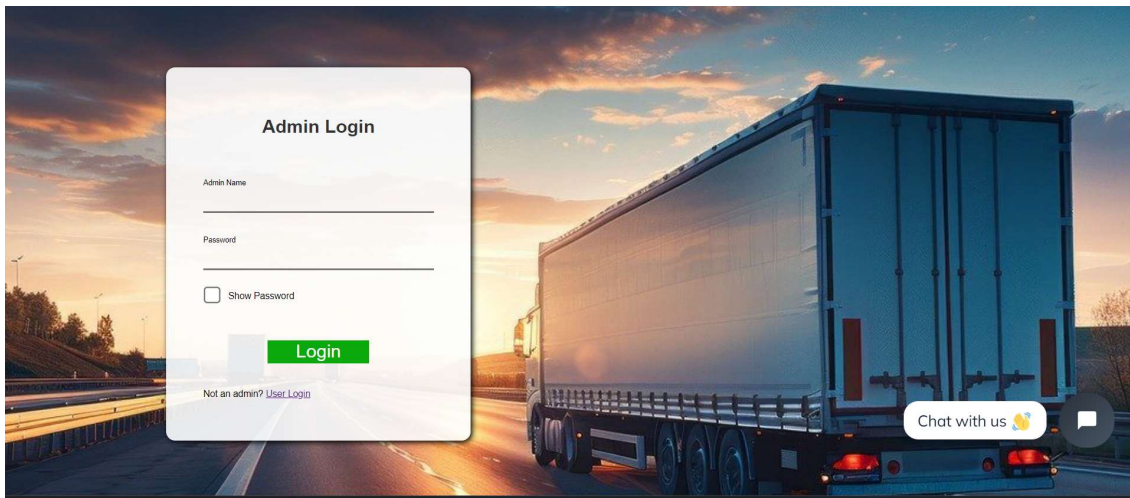 Admin Login
Admin Name
Password
Show Password
Login
Not an admin? User Login
Chat with us 👋